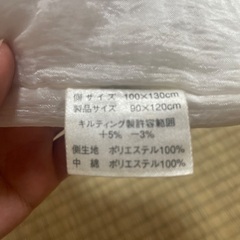 側サイズ 100×130cm
製品サイズ 90×120cm
キルティング製許容範囲
+5% −3%
側生地 ポリエステル100%
中綿 ポリエステル100%